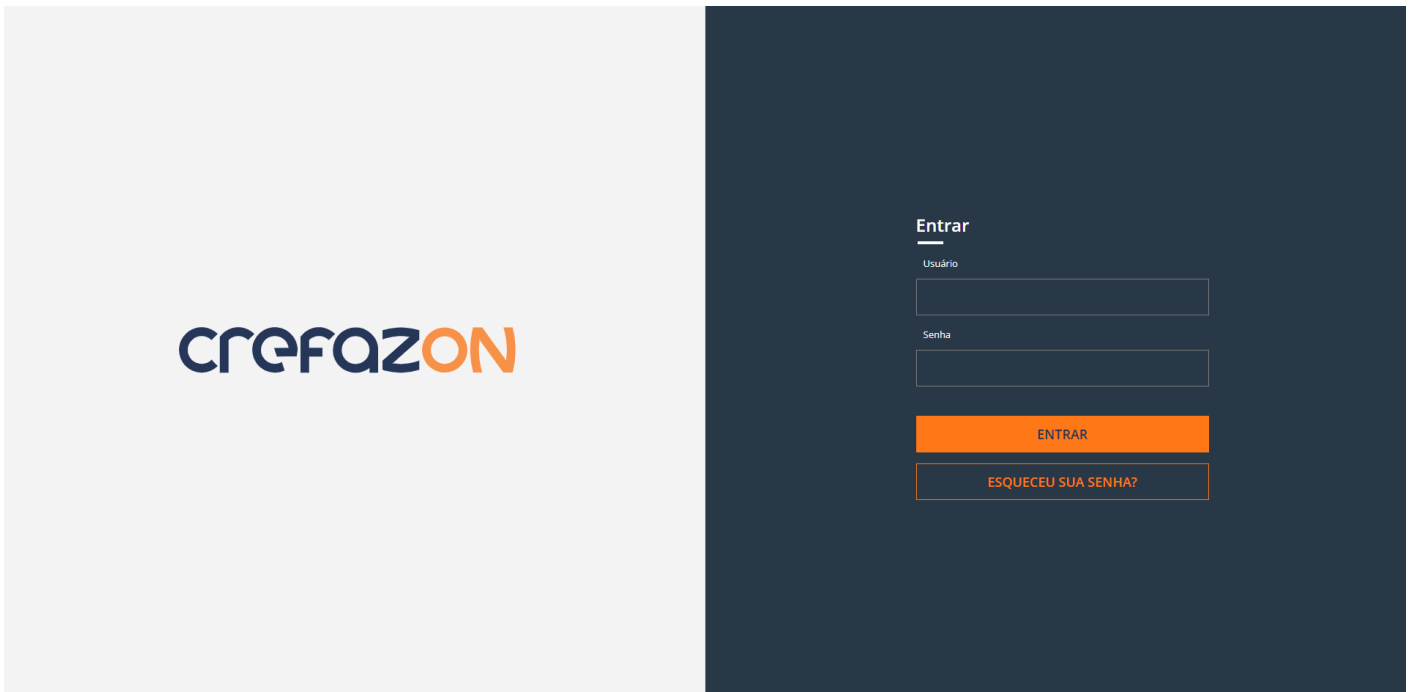 crefazON
Entrar
Usuário
Senha
ENTRAR
ESQUECEU SUA SENHA?